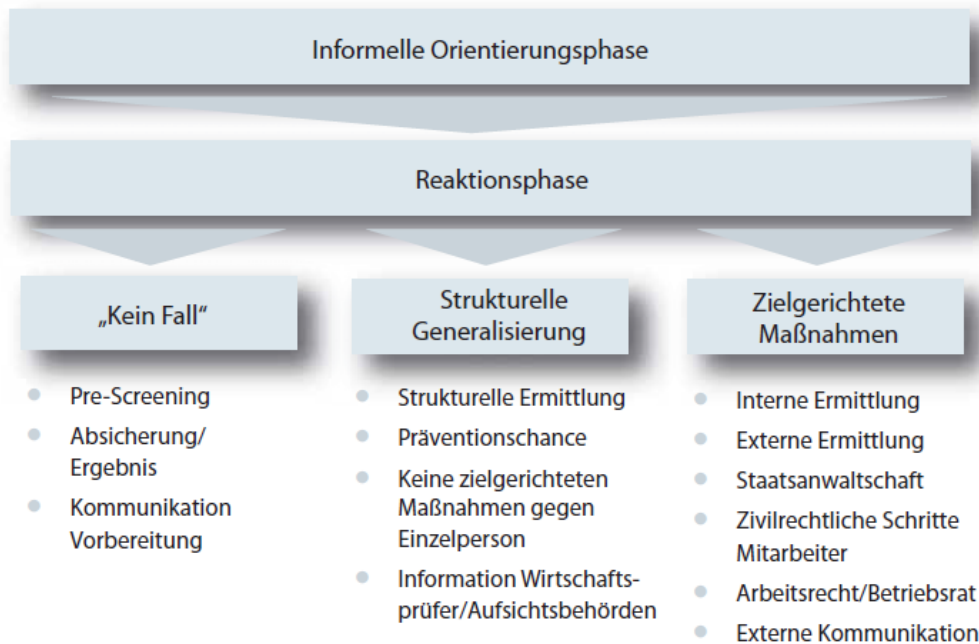 Informelle Orientierungsphase
Reaktionsphase
„Kein Fall“
Pre-Screening
Absicherung/
Ergebnis
Kommunikation
Vorbereitung
Strukturelle
Generalisierung
Strukturelle Ermittlung
Präventionschance
Keine zielgerichteten
Maßnahmen gegen
Einzelperson
Information Wirtschafts-
prüfer/Aufsichtsbehörden
Zielgerichtete
Maßnahmen
Interne Ermittlung
Externe Ermittlung
Staatsanwaltschaft
Zivilrechtliche Schritte
Mitarbeiter
Arbeitsrecht/Betriebsrat
Externe Kommunikation